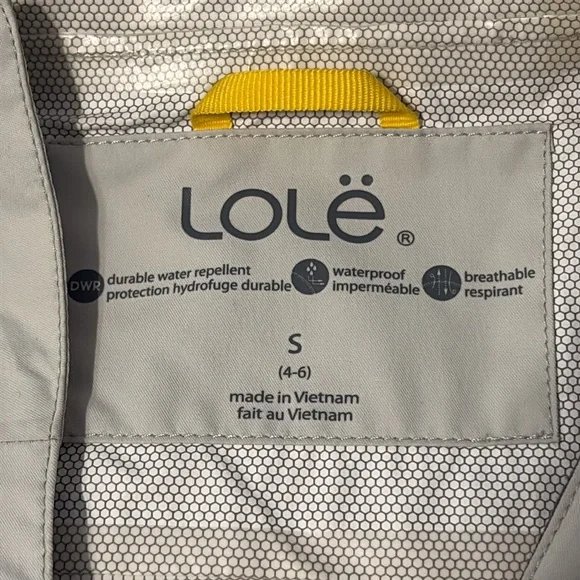 Lolë ®
DWR durable water repellent
protection hydrofuge durable
waterproof
imperméable
breathable
respirant
S
(4-6)
made in Vietnam
fait au Vietnam